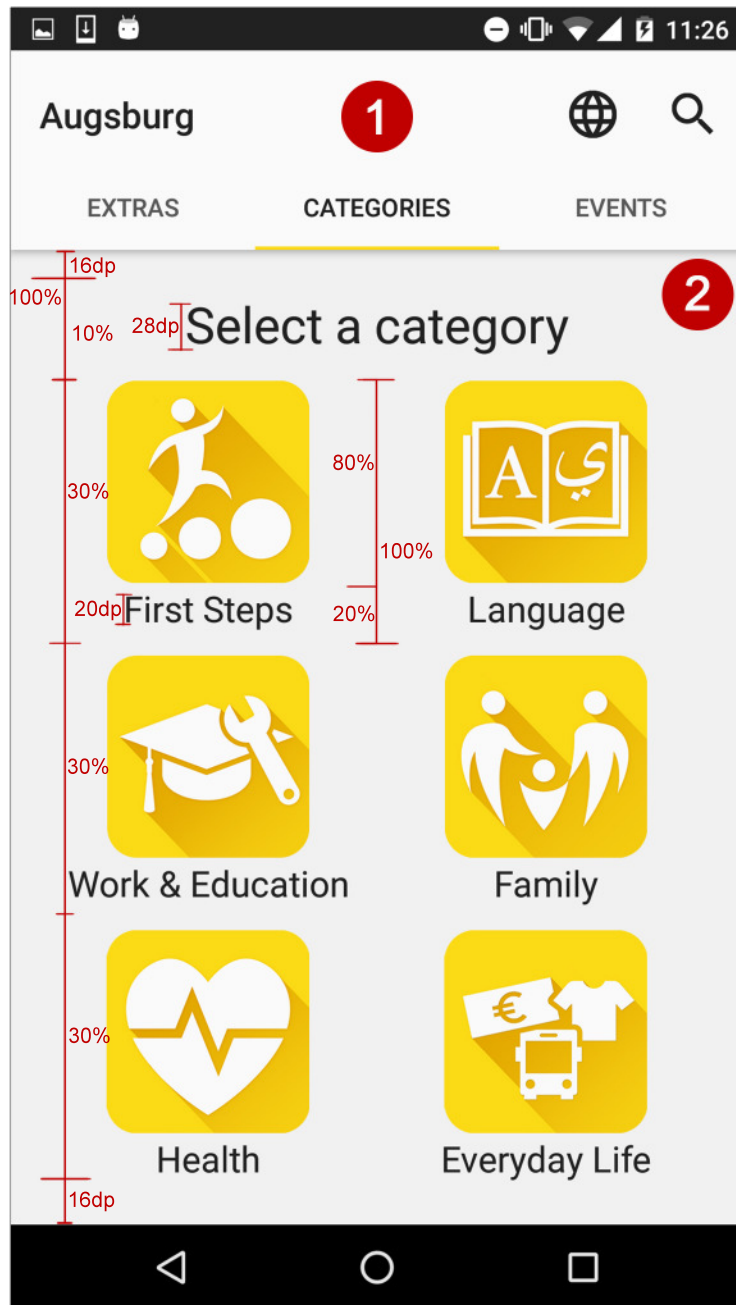 11:26
Augsburg
1
EXTRAS CATEGORIES EVENTS
16dp
2
100%
10% 28dp Select a category
A ي
80%
30%
100%
20dp First Steps 20% Language
30%
Work & Education Family
€
30%
Health Everyday Life
16dp